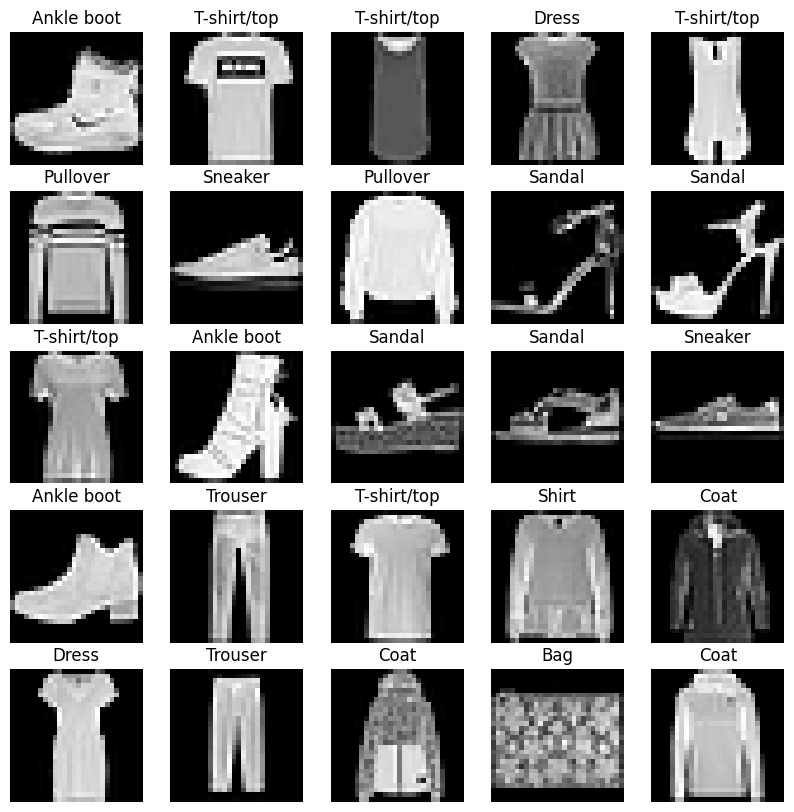 Ankle boot T-shirt/top T-shirt/top Dress T-shirt/top
Pullover Sneaker Pullover Sandal Sandal
T-shirt/top Ankle boot Sandal Sandal Sneaker
Ankle boot Trouser T-shirt/top Shirt Coat
Dress Trouser Coat Bag Coat